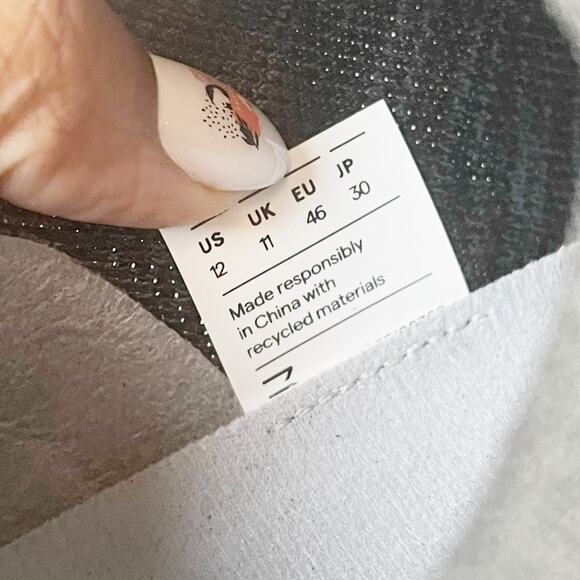 US UK EU JP
12 11 46 30
Made responsibly
in China with
recycled materials